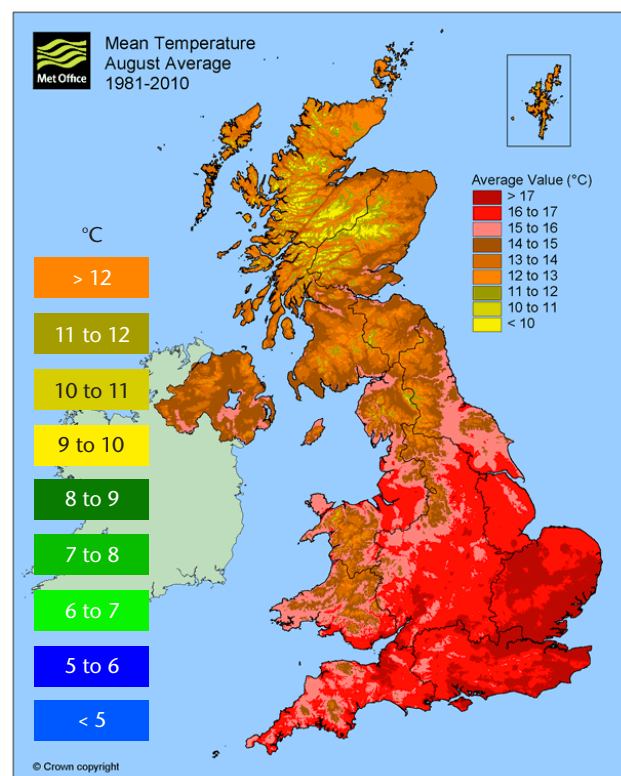 Met Office
Mean Temperature
August Average
1981-2010
Average Value (°C)
> 17
16 to 17
15 to 16
14 to 15
13 to 14
12 to 13
11 to 12
10 to 11
< 10
°C
> 12
11 to 12
10 to 11
9 to 10
8 to 9
7 to 8
6 to 7
5 to 6
< 5
© Crown copyright